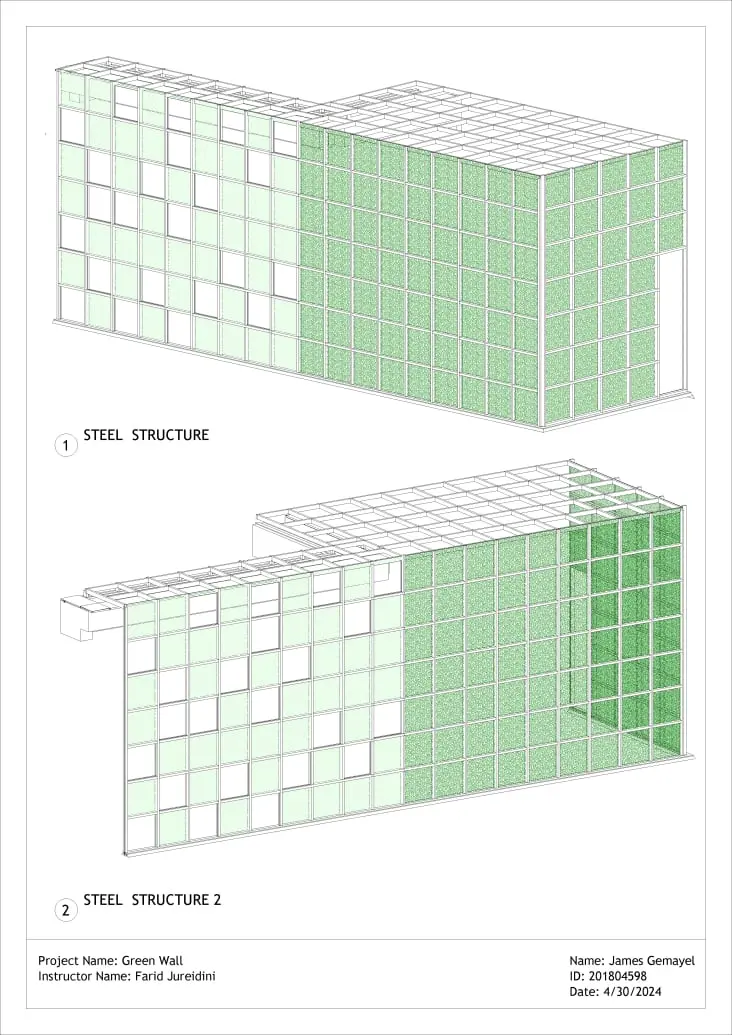 1 STEEL STRUCTURE
2 STEEL STRUCTURE 2
Project Name: Green Wall
Instructor Name: Farid Jureidini
Name: James Gemayel
ID: 201804598
Date: 4/30/2024